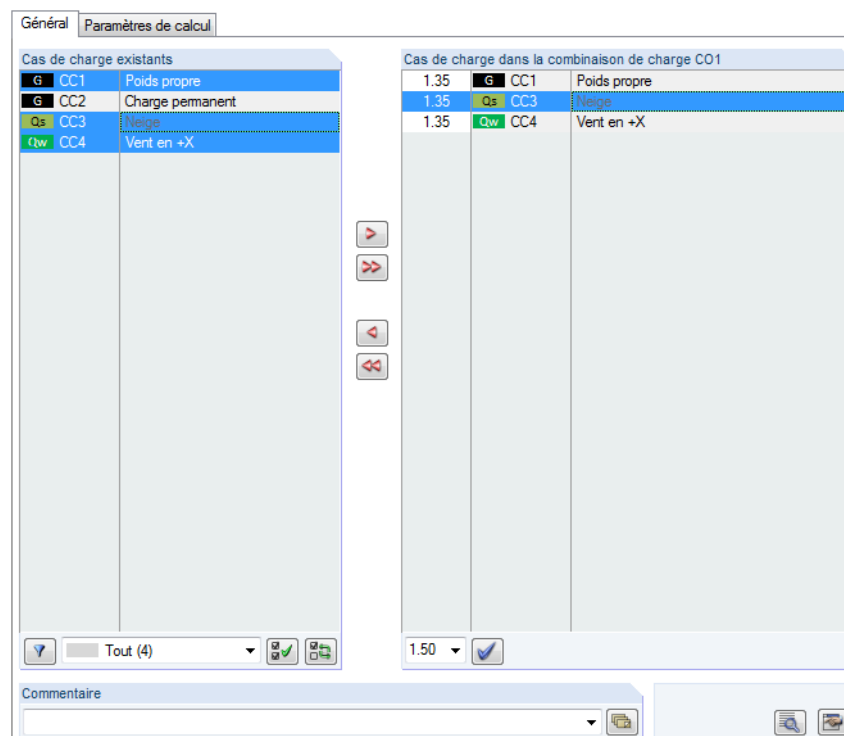 Général Paramètres de calcul
Cas de charge existants Cas de charge dans la combinaison de charge CO1
G CC1 Poids propre 1.35 G CC1 Poids propre
G CC2 Charge permanent 1.35 Qs CC3 Neige
Qs CC3 Neige 1.35 Qw CC4 Vent en +X
Qw CC4 Vent en +X
Tout (4) 1.50
Commentaire